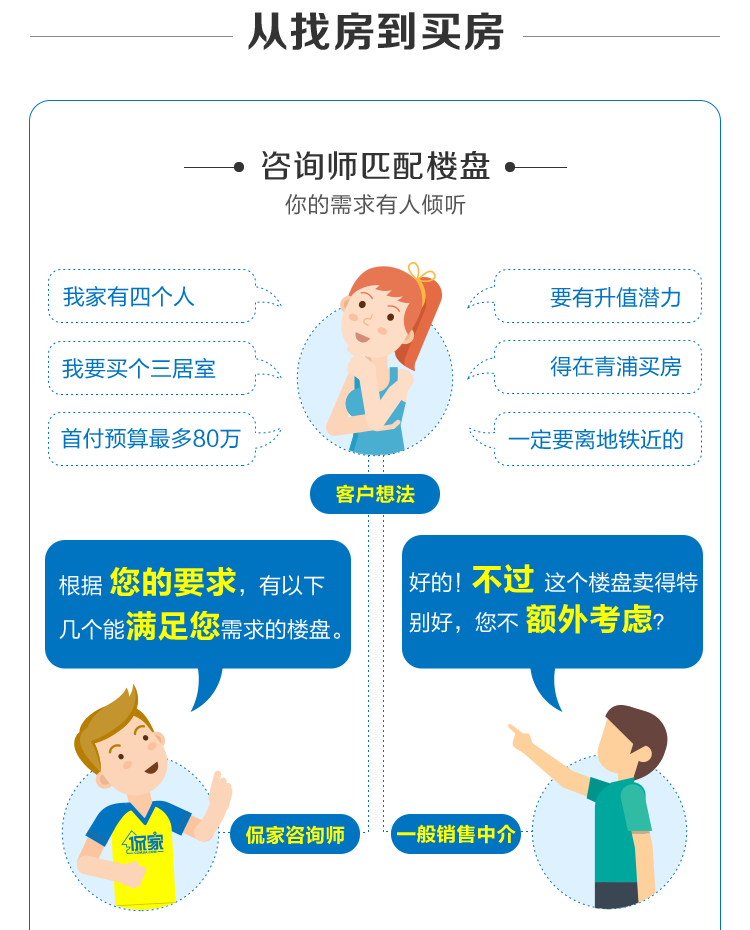 从找房到买房
咨询师匹配楼盘
你的需求有人倾听
我家有四个人
我要买个三居室
首付预算最多80万
要有升值潜力
得在青浦买房
一定要离地铁近的
客户想法
根据 您的要求，有以下
几个能满足您需求的楼盘。
好的！不过 这个楼盘卖得特
别好，您不 额外考虑?
侃家
侃家咨询师
一般销售中介